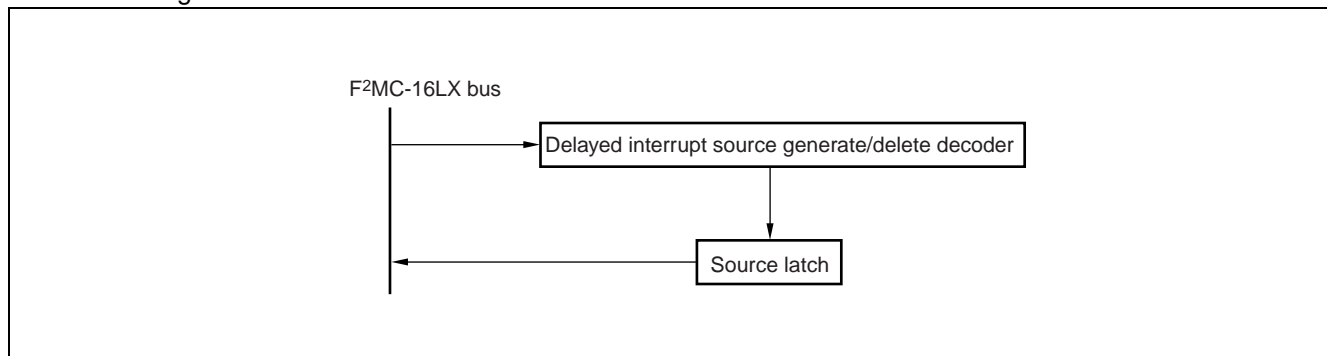 F²MC-16LX bus
Delayed interrupt source generate/delete decoder
Source latch